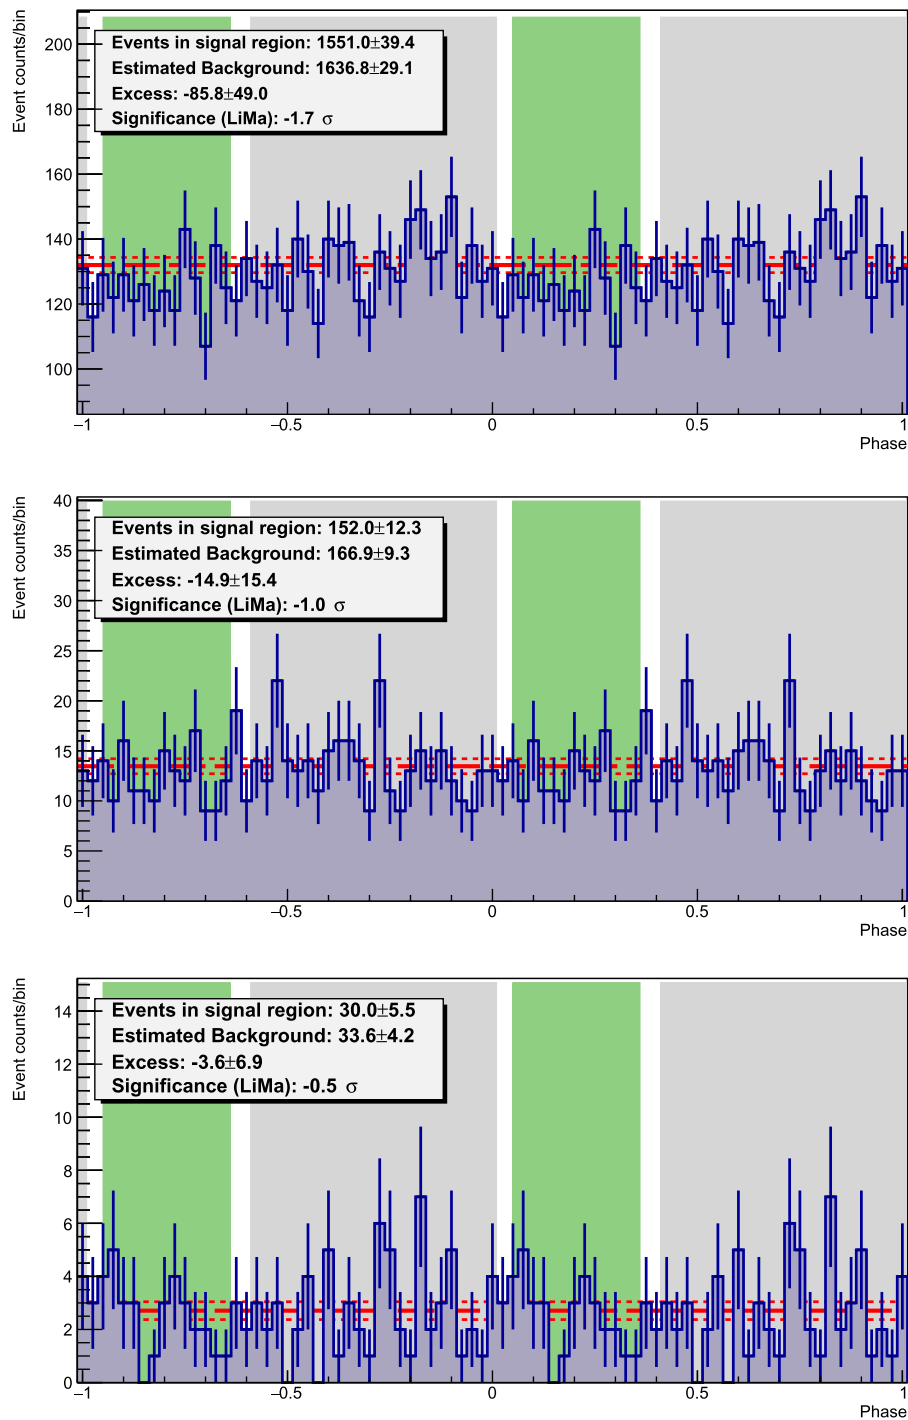 Event counts/bin
200
180
160
140
120
100
Events in signal region: 1551.0±39.4
Estimated Background: 1636.8±29.1
Excess: -85.8±49.0
Significance (LiMa): -1.7 σ
−1 −0.5 0 0.5 1
Phase
Event counts/bin
40
35
30
25
20
15
10
5
0
Events in signal region: 152.0±12.3
Estimated Background: 166.9±9.3
Excess: -14.9±15.4
Significance (LiMa): -1.0 σ
−1 −0.5 0 0.5 1
Phase
Event counts/bin
14
12
10
8
6
4
2
0
Events in signal region: 30.0±5.5
Estimated Background: 33.6±4.2
Excess: -3.6±6.9
Significance (LiMa): -0.5 σ
−1 −0.5 0 0.5 1
Phase